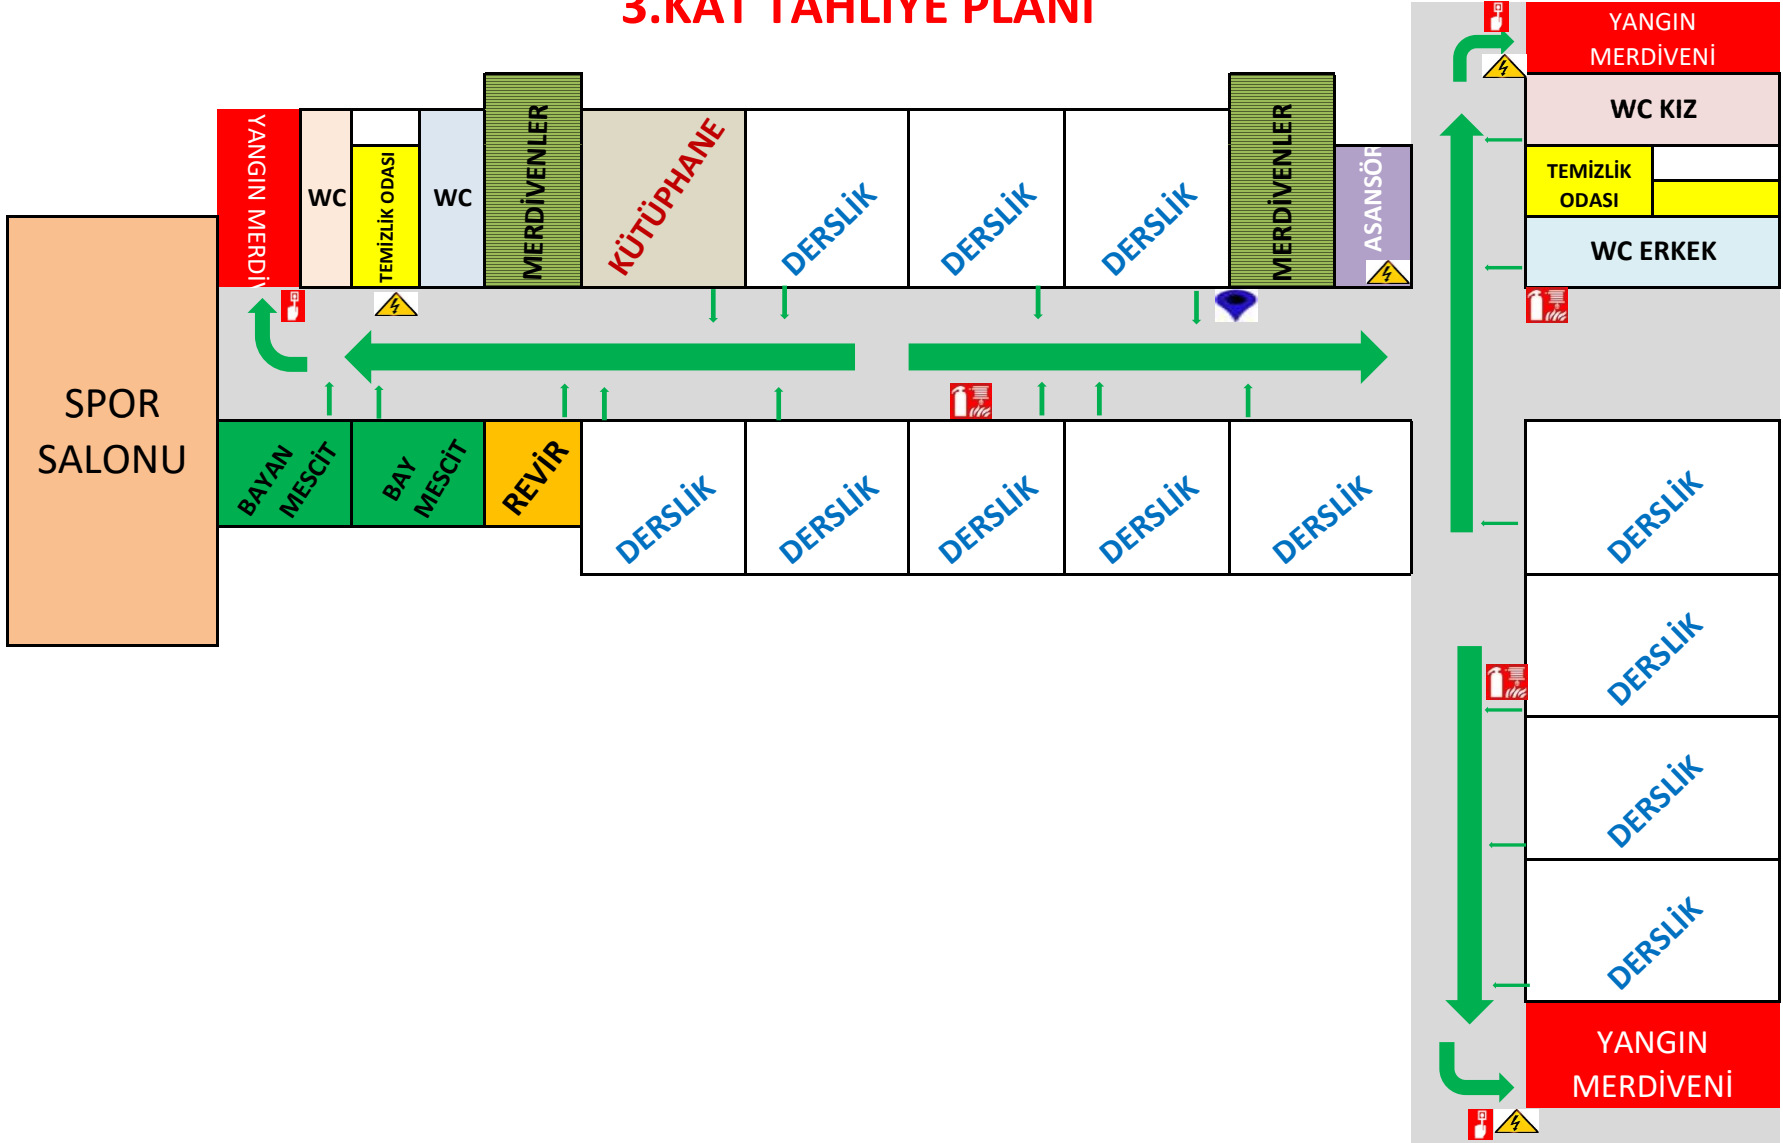 3.KAT TAHLİYE PLANI
YANGIN
MERDİVENİ
WC KIZ
TEMİZLİK
ODASI
WC ERKEK
YANGIN MERDİV
WC
TEMİZLİK ODASI
WC
MERDİVENLER
KÜTÜPHANE
DERSLİK
DERSLİK
DERSLİK
MERDİVENLER
ASANSÖR
SPOR
SALONU
BAYAN
MESCİT
BAY
MESCİT
REVİR
DERSLİK
DERSLİK
DERSLİK
DERSLİK
DERSLİK
DERSLİK
DERSLİK
DERSLİK
DERSLİK
YANGIN
MERDİVENİ